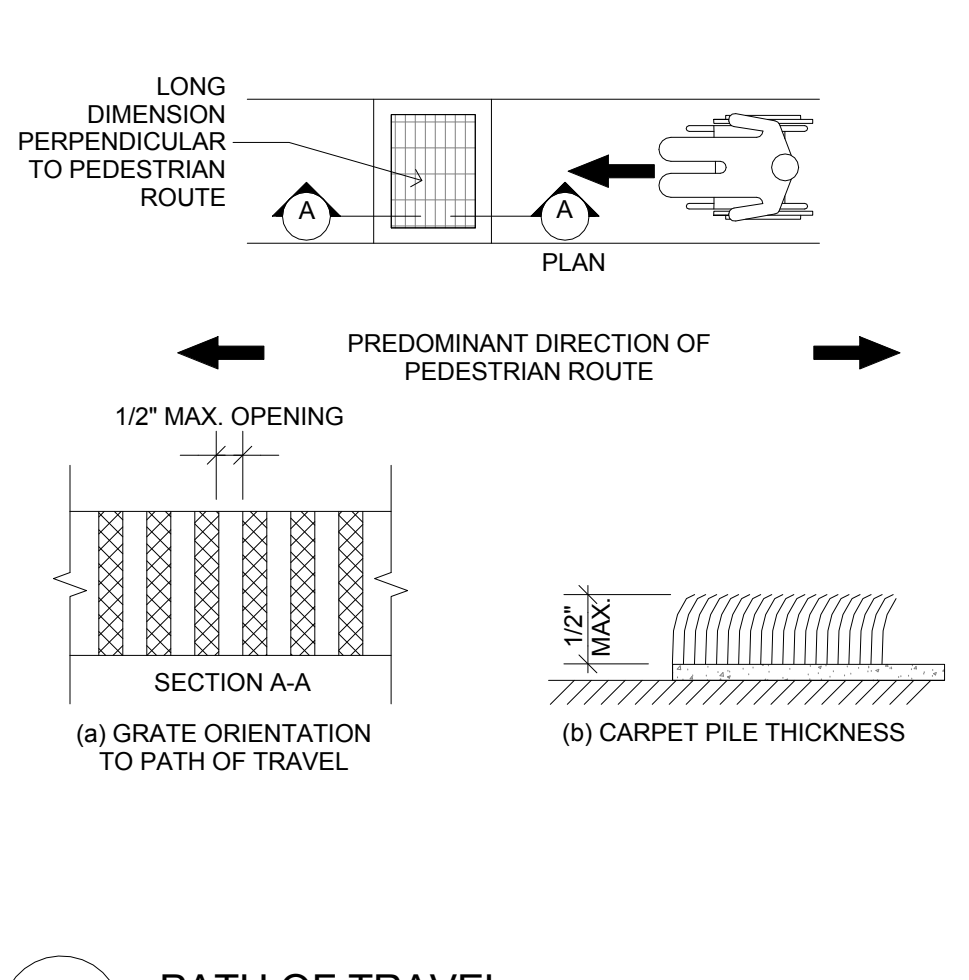 LONG
DIMENSION
PERPENDICULAR
TO PEDESTRIAN
ROUTE
A
A
PLAN
PREDOMINANT DIRECTION OF
PEDESTRIAN ROUTE
1/2" MAX. OPENING
SECTION A-A
(a) GRATE ORIENTATION
TO PATH OF TRAVEL
1/2"
MAX.
(b) CARPET PILE THICKNESS
PATH OF TRAVEL